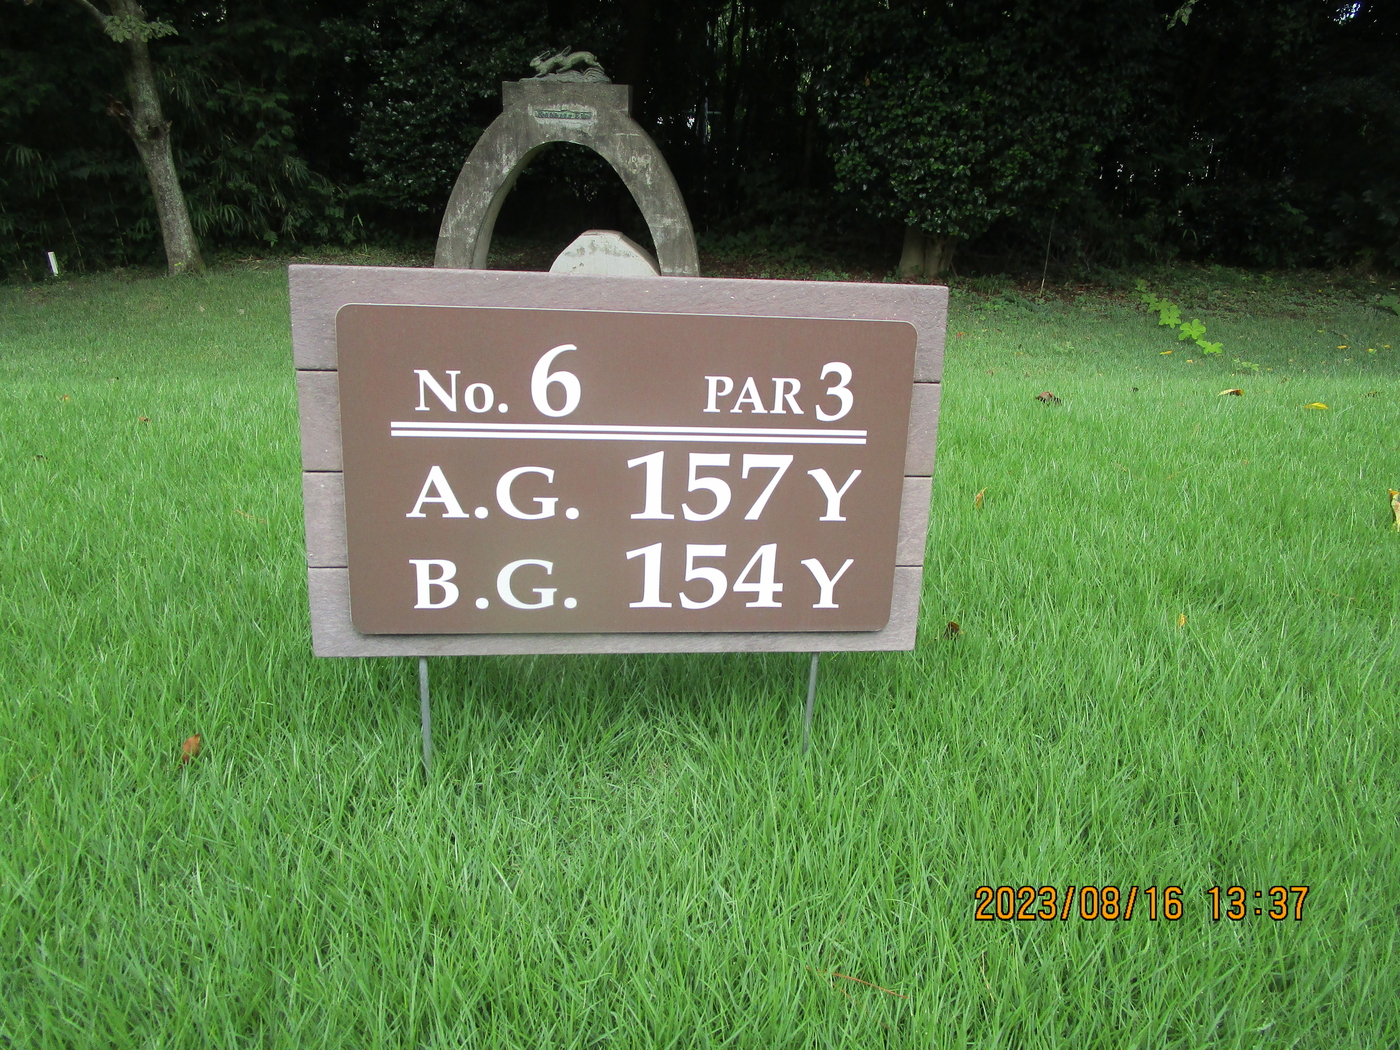 No. 6 PAR 3
A.G. 157 Y
B.G. 154 Y
2023/08/16 13:37